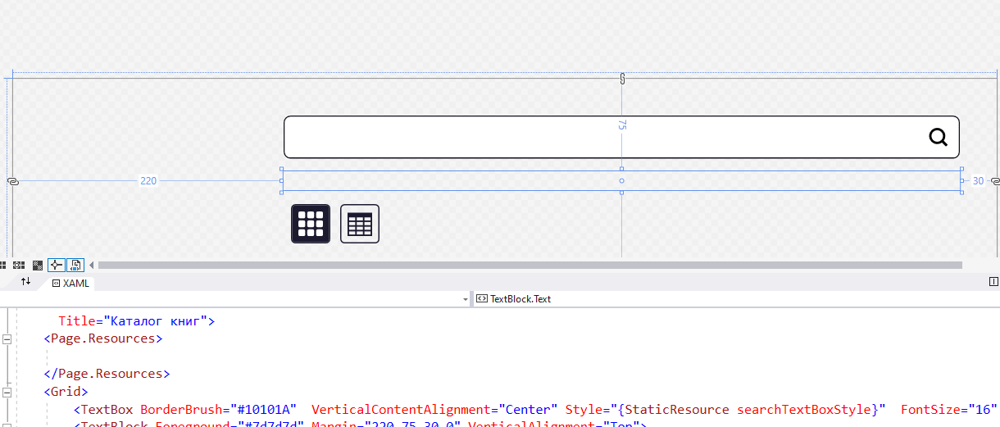 75
220
30
XAML
TextBlock.Text
Title="Каталог книг">
<Page.Resources>
</Page.Resources>
<Grid>
<TextBox BorderBrush="#10101A"  VerticalContentAlignment="Center" Style="{StaticResource searchTextBoxStyle}"  FontSize="16"
<TextBlock Foreground="#7d7d7d" Margin="220,75,30,0" VerticalAlignment="Top">